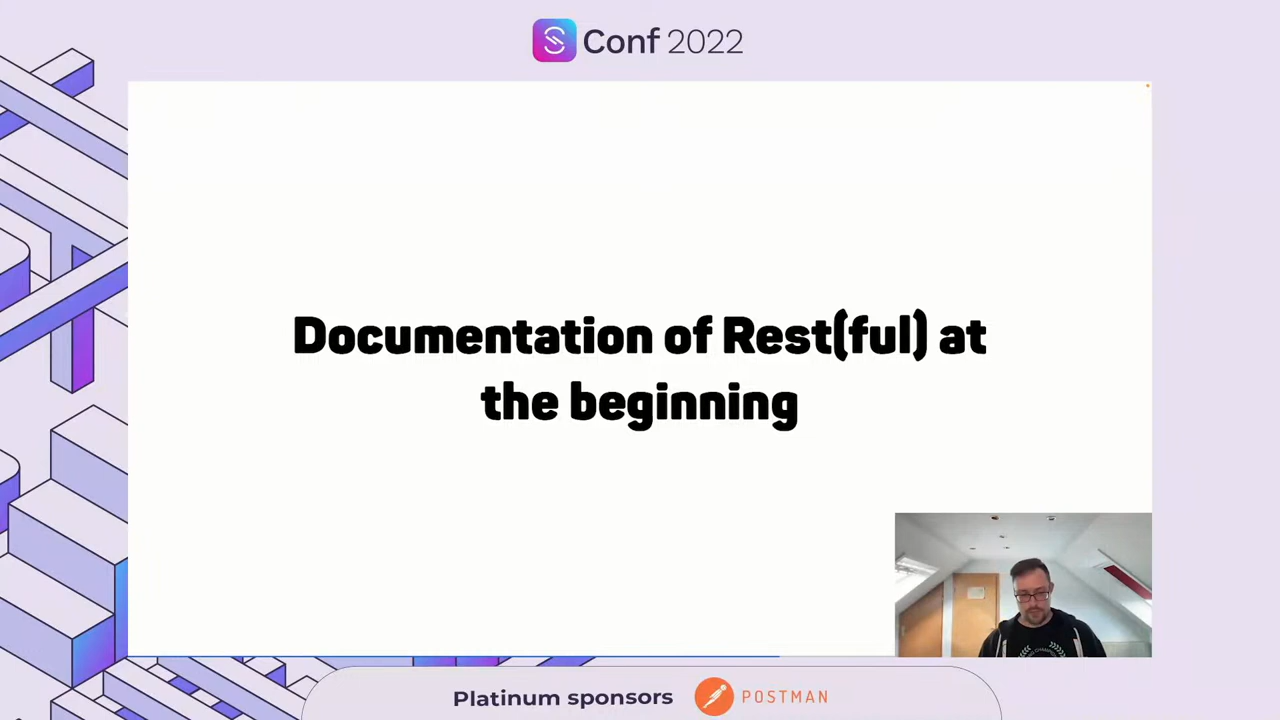 Conf 2022
Documentation of Rest(ful) at
the beginning
Platinum sponsors
POSTMAN